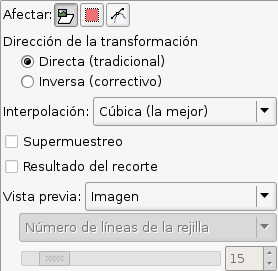 Afectar:
Dirección de la transformación
Directa (tradicional)
Inversa (correctivo)
Interpolación: Cúbica (la mejor)
Supermuestreo
Resultado del recorte
Vista previa: Imagen
Número de líneas de la rejilla
15